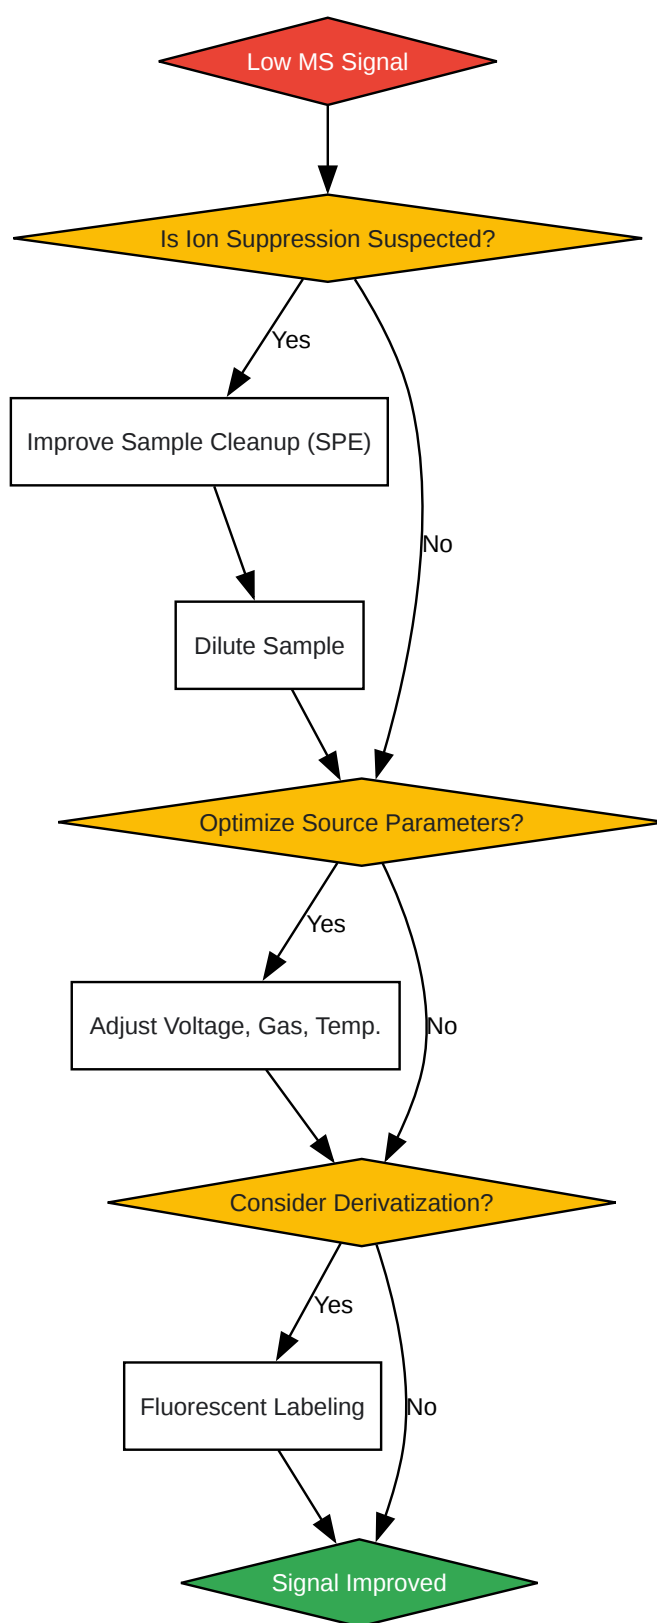 Low MS Signal
Is Ion Suppression Suspected?
Yes
Improve Sample Cleanup (SPE)
No
Dilute Sample
Optimize Source Parameters?
Yes
Adjust Voltage, Gas, Temp.
No
Consider Derivatization?
Yes
Fluorescent Labeling
No
Signal Improved